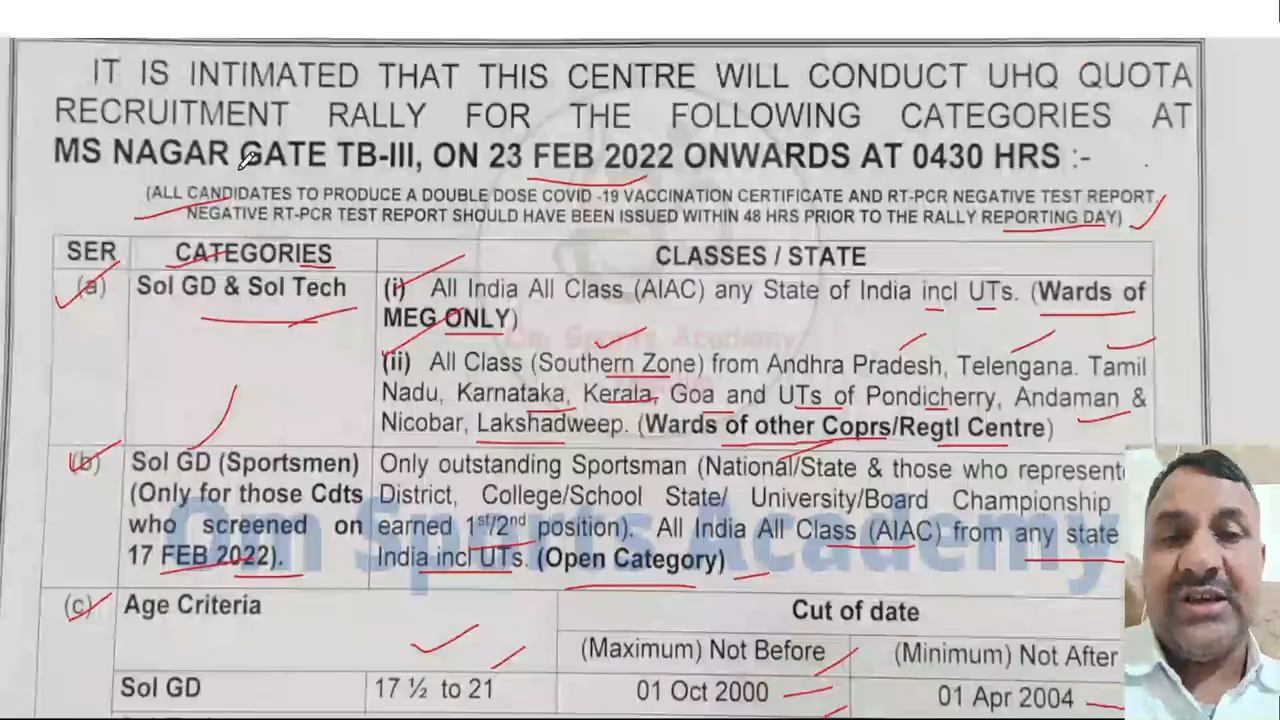 IT IS INTIMATED THAT THIS CENTRE WILL CONDUCT UHQ QUOTA
RECRUITMENT RALLY FOR THE FOLLOWING CATEGORIES AT
MS NAGAR GATE TB-III, ON 23 FEB 2022 ONWARDS AT 0430 HRS :-
(ALL CANDIDATES TO PRODUCE A DOUBLE DOSE COVID -19 VACCINATION CERTIFICATE AND RT-PCR NEGATIVE TEST REPORT.
NEGATIVE RT-PCR TEST REPORT SHOULD HAVE BEEN ISSUED WITHIN 48 HRS PRIOR TO THE RALLY REPORTING DAY)
SER CATEGORIES CLASSES / STATE
(a) Sol GD & Sol Tech (i) All India All Class (AIAC) any State of India incl UTs. (Wards of
MEG ONLY)
Om Sports Academy
(ii) All Class (Southern Zone) from Andhra Pradesh, Telengana. Tamil
Nadu, Karnataka, Kerala, Goa and UTs of Pondicherry, Andaman &
Nicobar, Lakshadweep. (Wards of other Coprs/Regtl Centre)
(b) Sol GD (Sportsmen) Only outstanding Sportsman (National/State & those who represent
(Only for those Cdts District, College/School State/ University/Board Championship
who screened on earned 1st/2nd position). All India All Class (AIAC) from any state
17 FEB 2022). India incl UTs. (Open Category)
Om Sports Academy
(c) Age Criteria Cut of date
(Maximum) Not Before (Minimum) Not After
Sol GD 17 ½ to 21 01 Oct 2000 01 Apr 2004